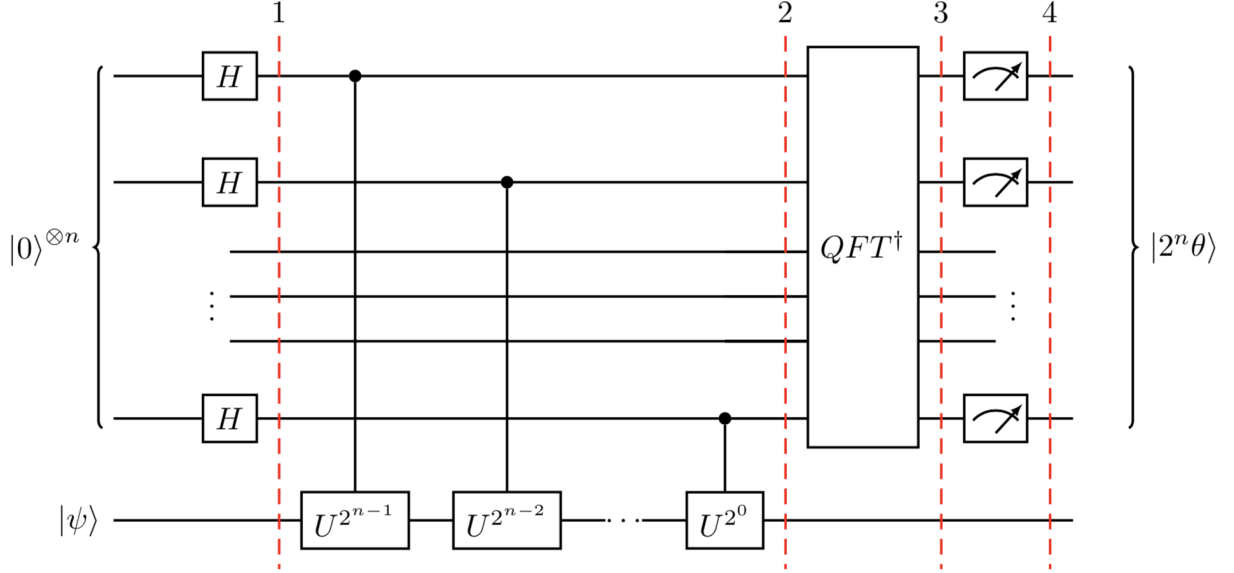 1 2 3 4
H
H
|0⟩^{⊗n} QFT^† |2^nθ⟩
⋮ ⋮
H
|ψ⟩ U^{2^{n-1}} U^{2^{n-2}} ··· U^{2^0}